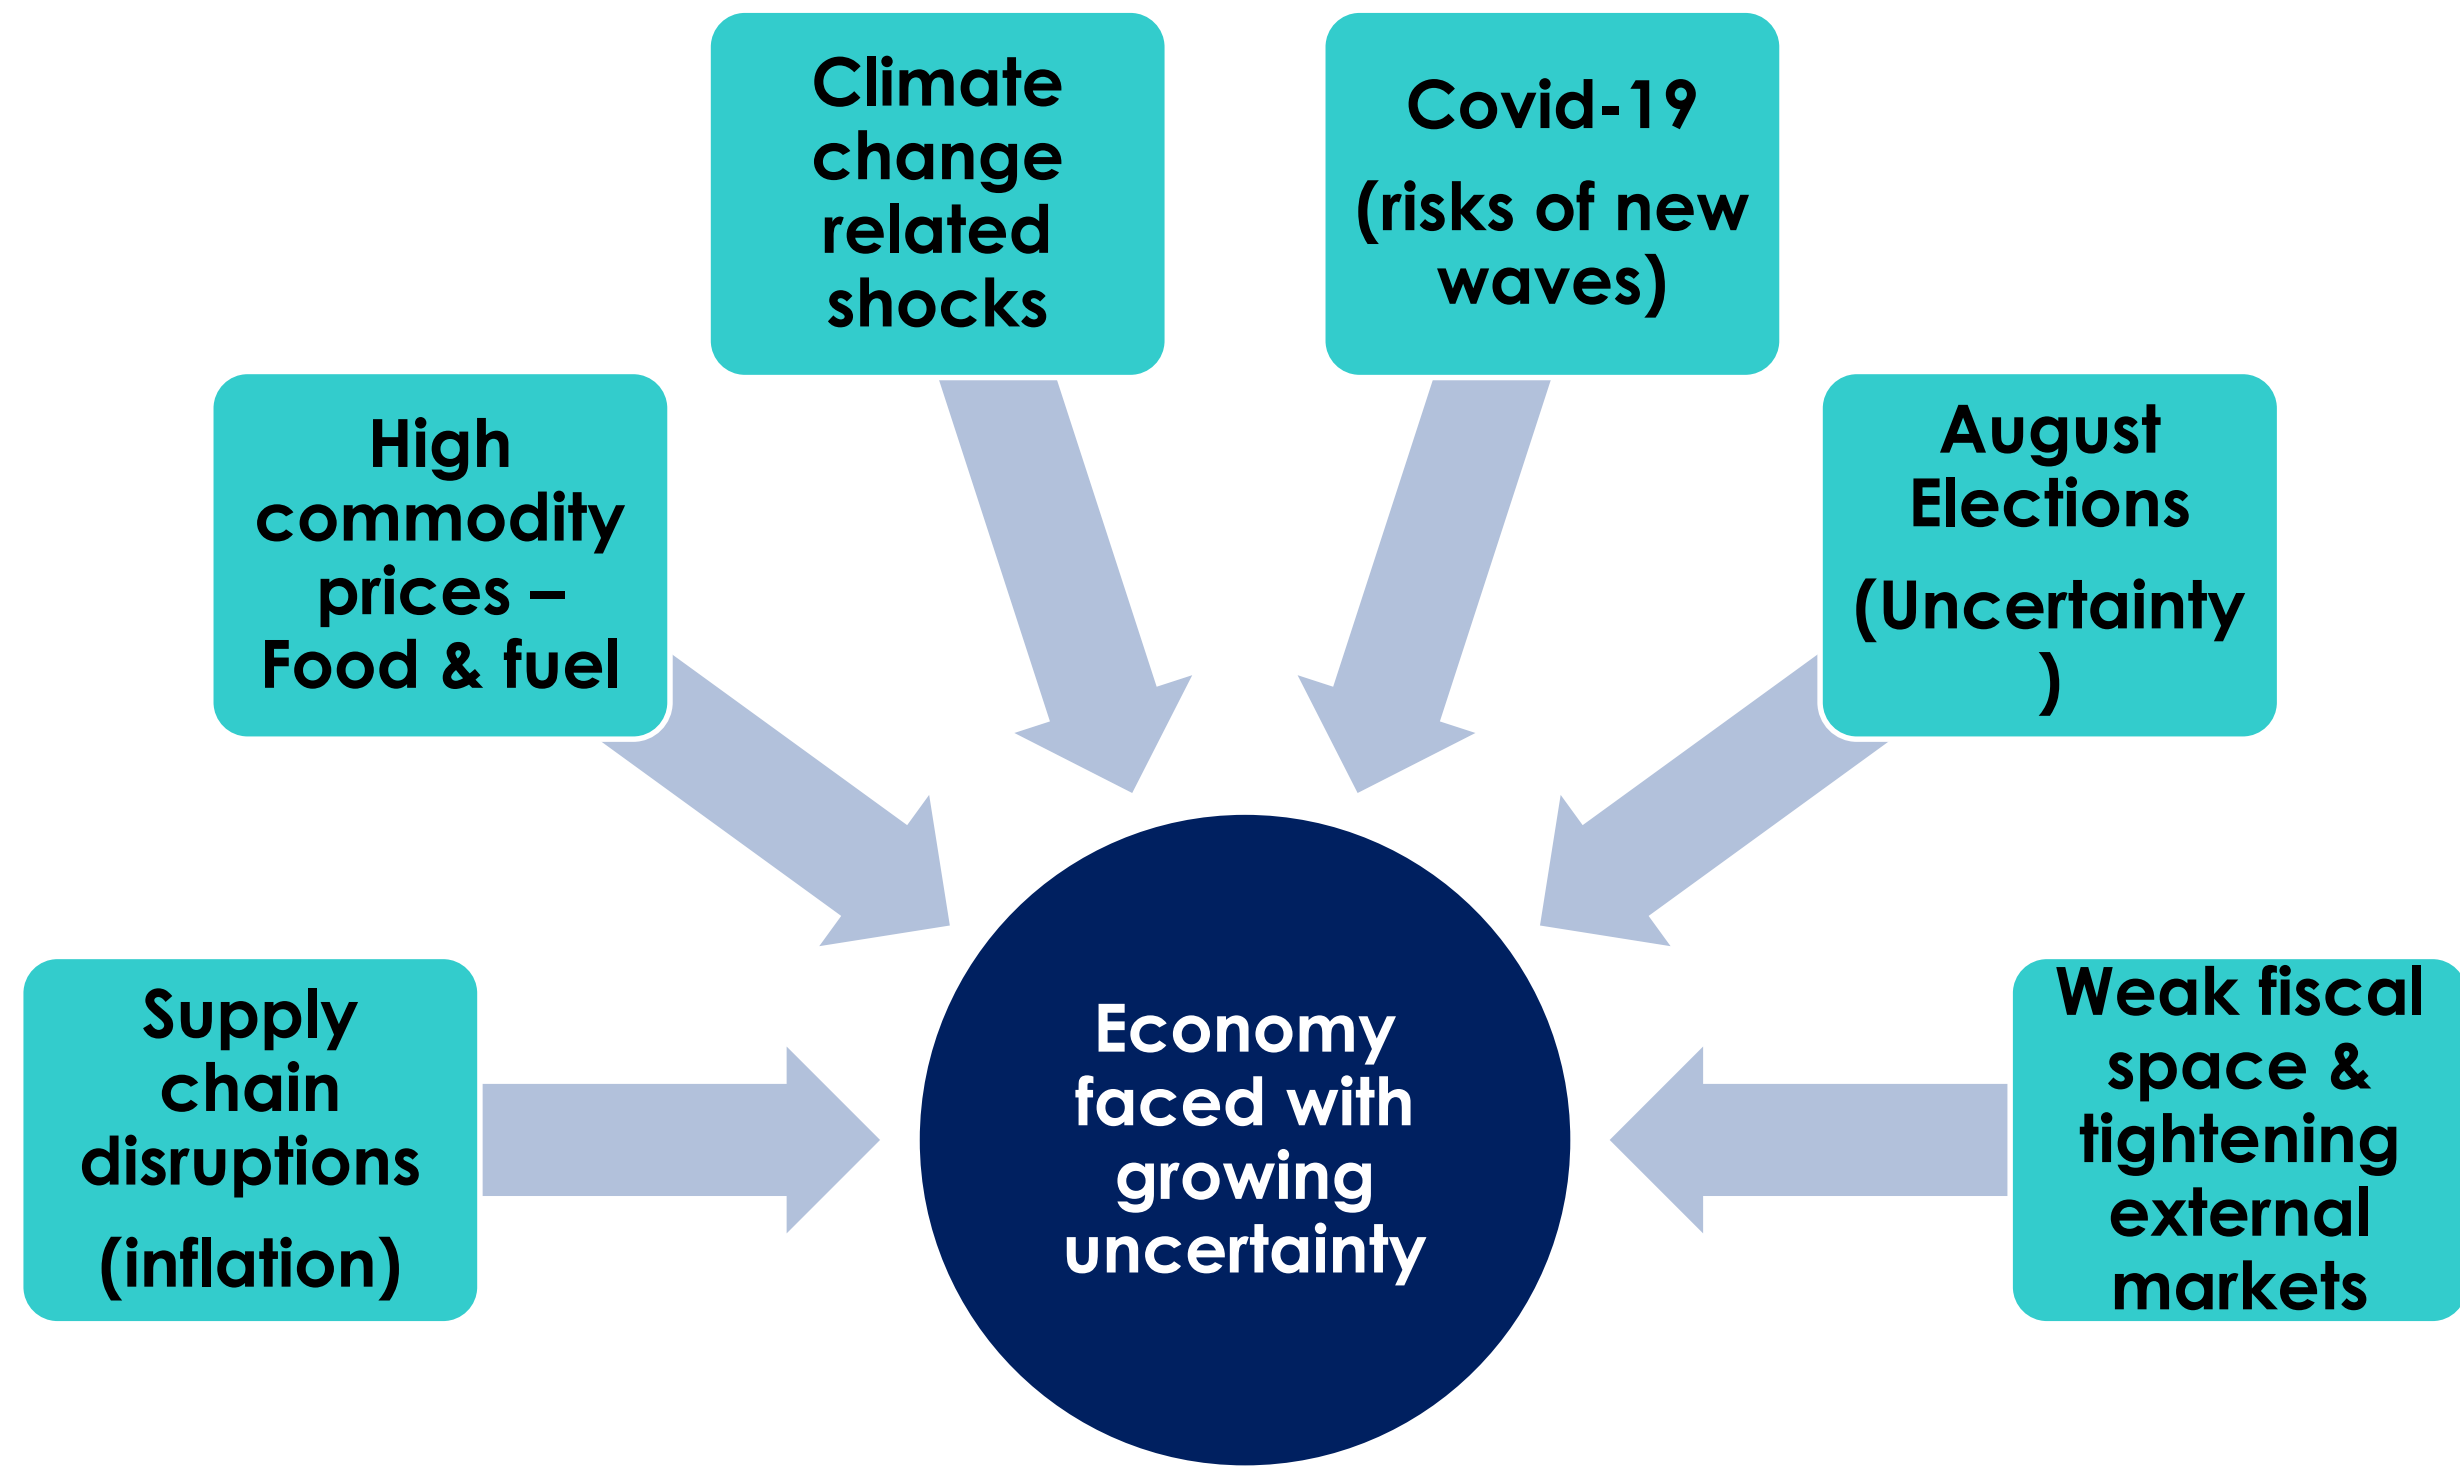 Climate
change
related
shocks
Covid-19
(risks of new
waves)
High
commodity
prices –
Food & fuel
August
Elections
(Uncertainty
)
Supply
chain
disruptions
(inflation)
Economy
faced with
growing
uncertainty
Weak fiscal
space &
tightening
external
markets